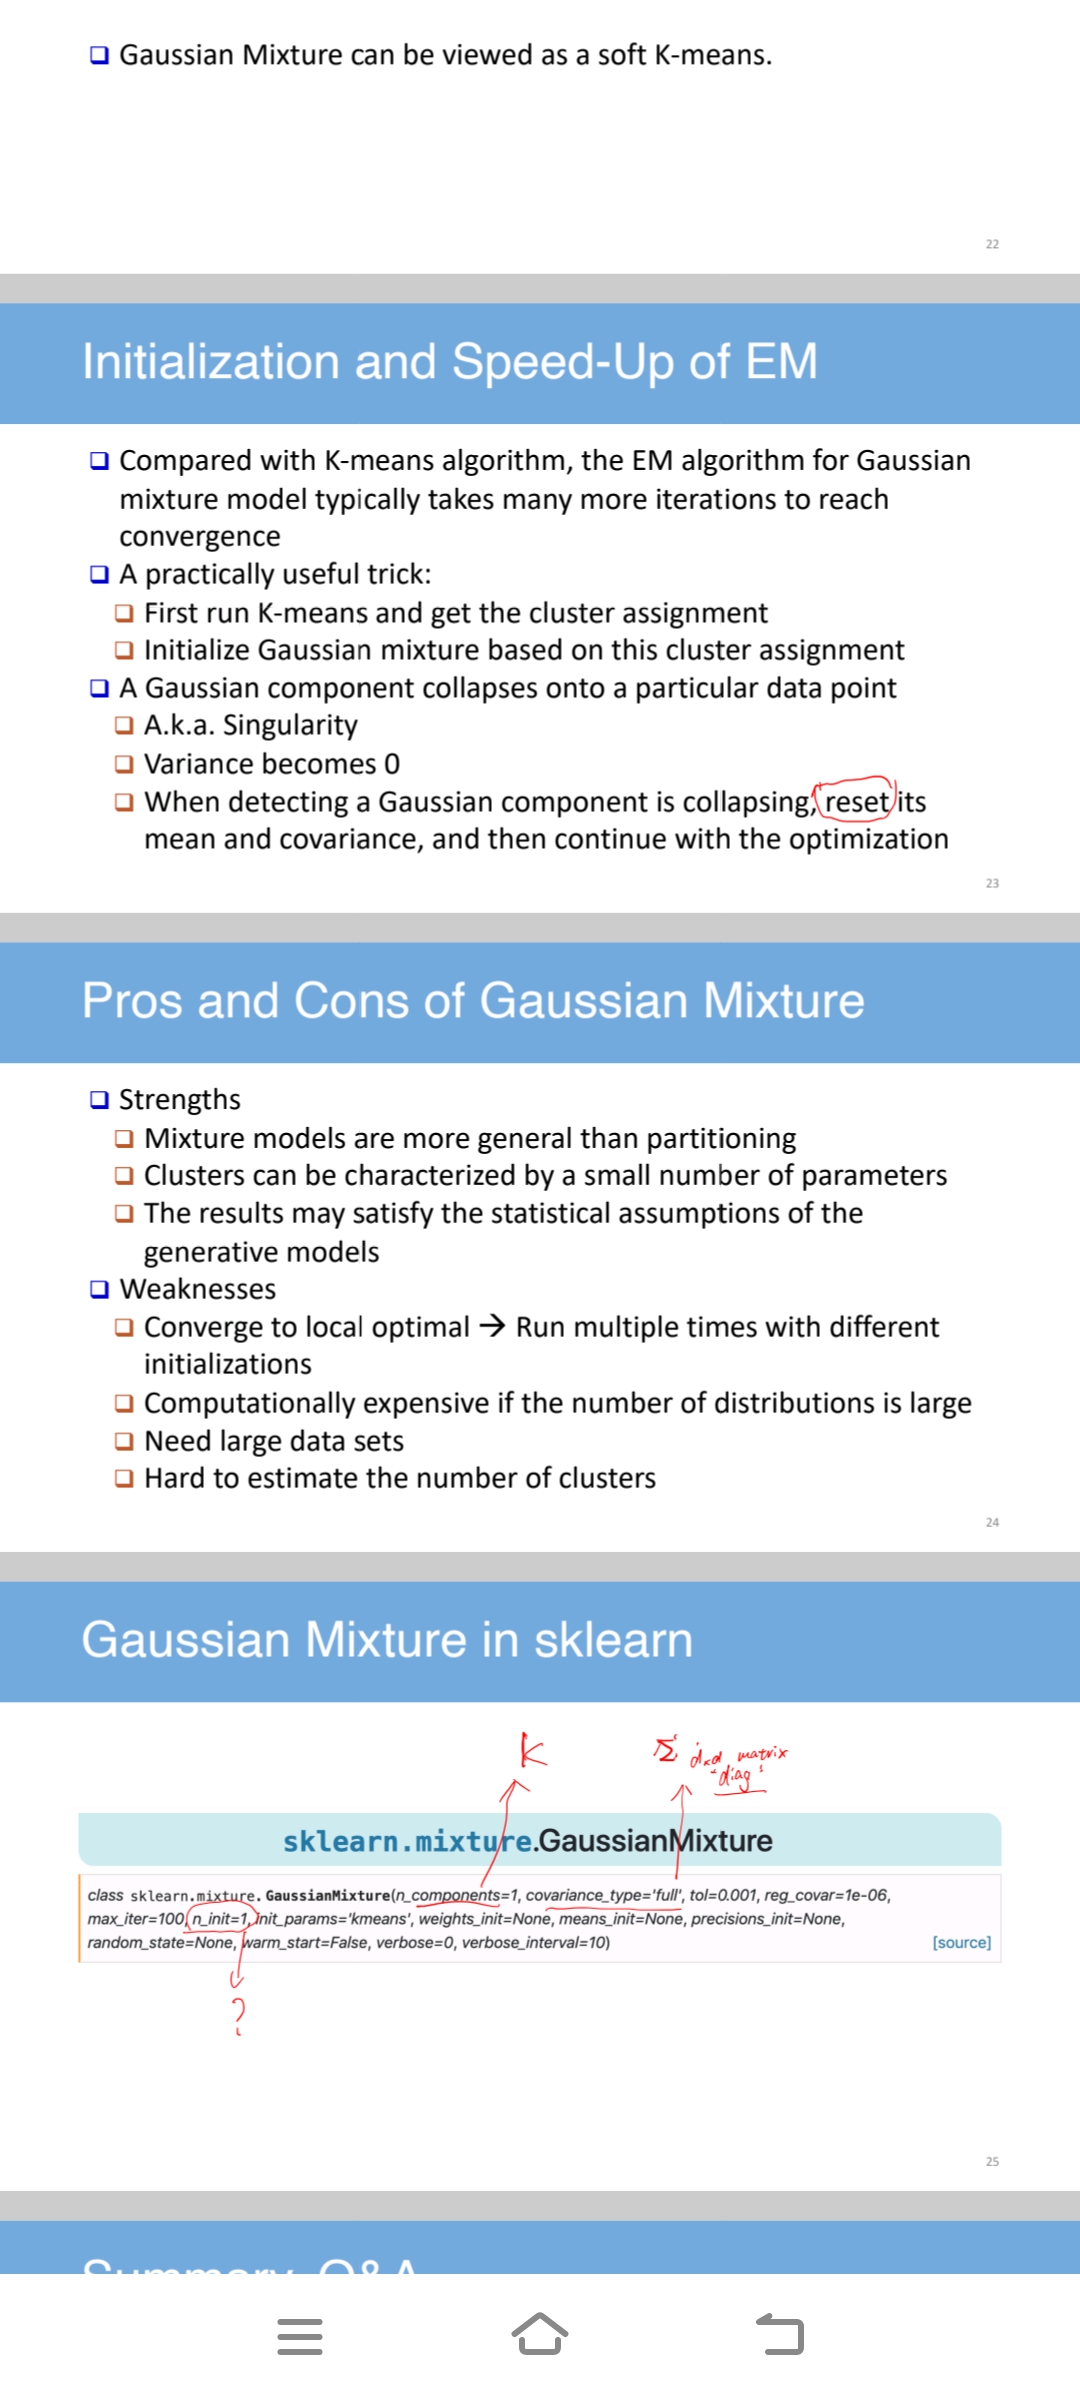 Gaussian Mixture can be viewed as a soft K-means.
22
Initialization and Speed-Up of EM
Compared with K-means algorithm, the EM algorithm for Gaussian
mixture model typically takes many more iterations to reach
convergence
A practically useful trick:
First run K-means and get the cluster assignment
Initialize Gaussian mixture based on this cluster assignment
A Gaussian component collapses onto a particular data point
A.k.a. Singularity
Variance becomes 0
When detecting a Gaussian component is collapsing, reset its
mean and covariance, and then continue with the optimization
23
Pros and Cons of Gaussian Mixture
Strengths
Mixture models are more general than partitioning
Clusters can be characterized by a small number of parameters
The results may satisfy the statistical assumptions of the
generative models
Weaknesses
Converge to local optimal → Run multiple times with different
initializations
Computationally expensive if the number of distributions is large
Need large data sets
Hard to estimate the number of clusters
24
Gaussian Mixture in sklearn
K
Σ dxd matrix
"diag"
sklearn.mixture.GaussianMixture
class sklearn.mixture.GaussianMixture(n_components=1, covariance_type='full', tol=0.001, reg_covar=1e-06,
max_iter=100, n_init=1, init_params='kmeans', weights_init=None, means_init=None, precisions_init=None,
random_state=None, warm_start=False, verbose=0, verbose_interval=10)
[source]
?
25
Summary, Q&A